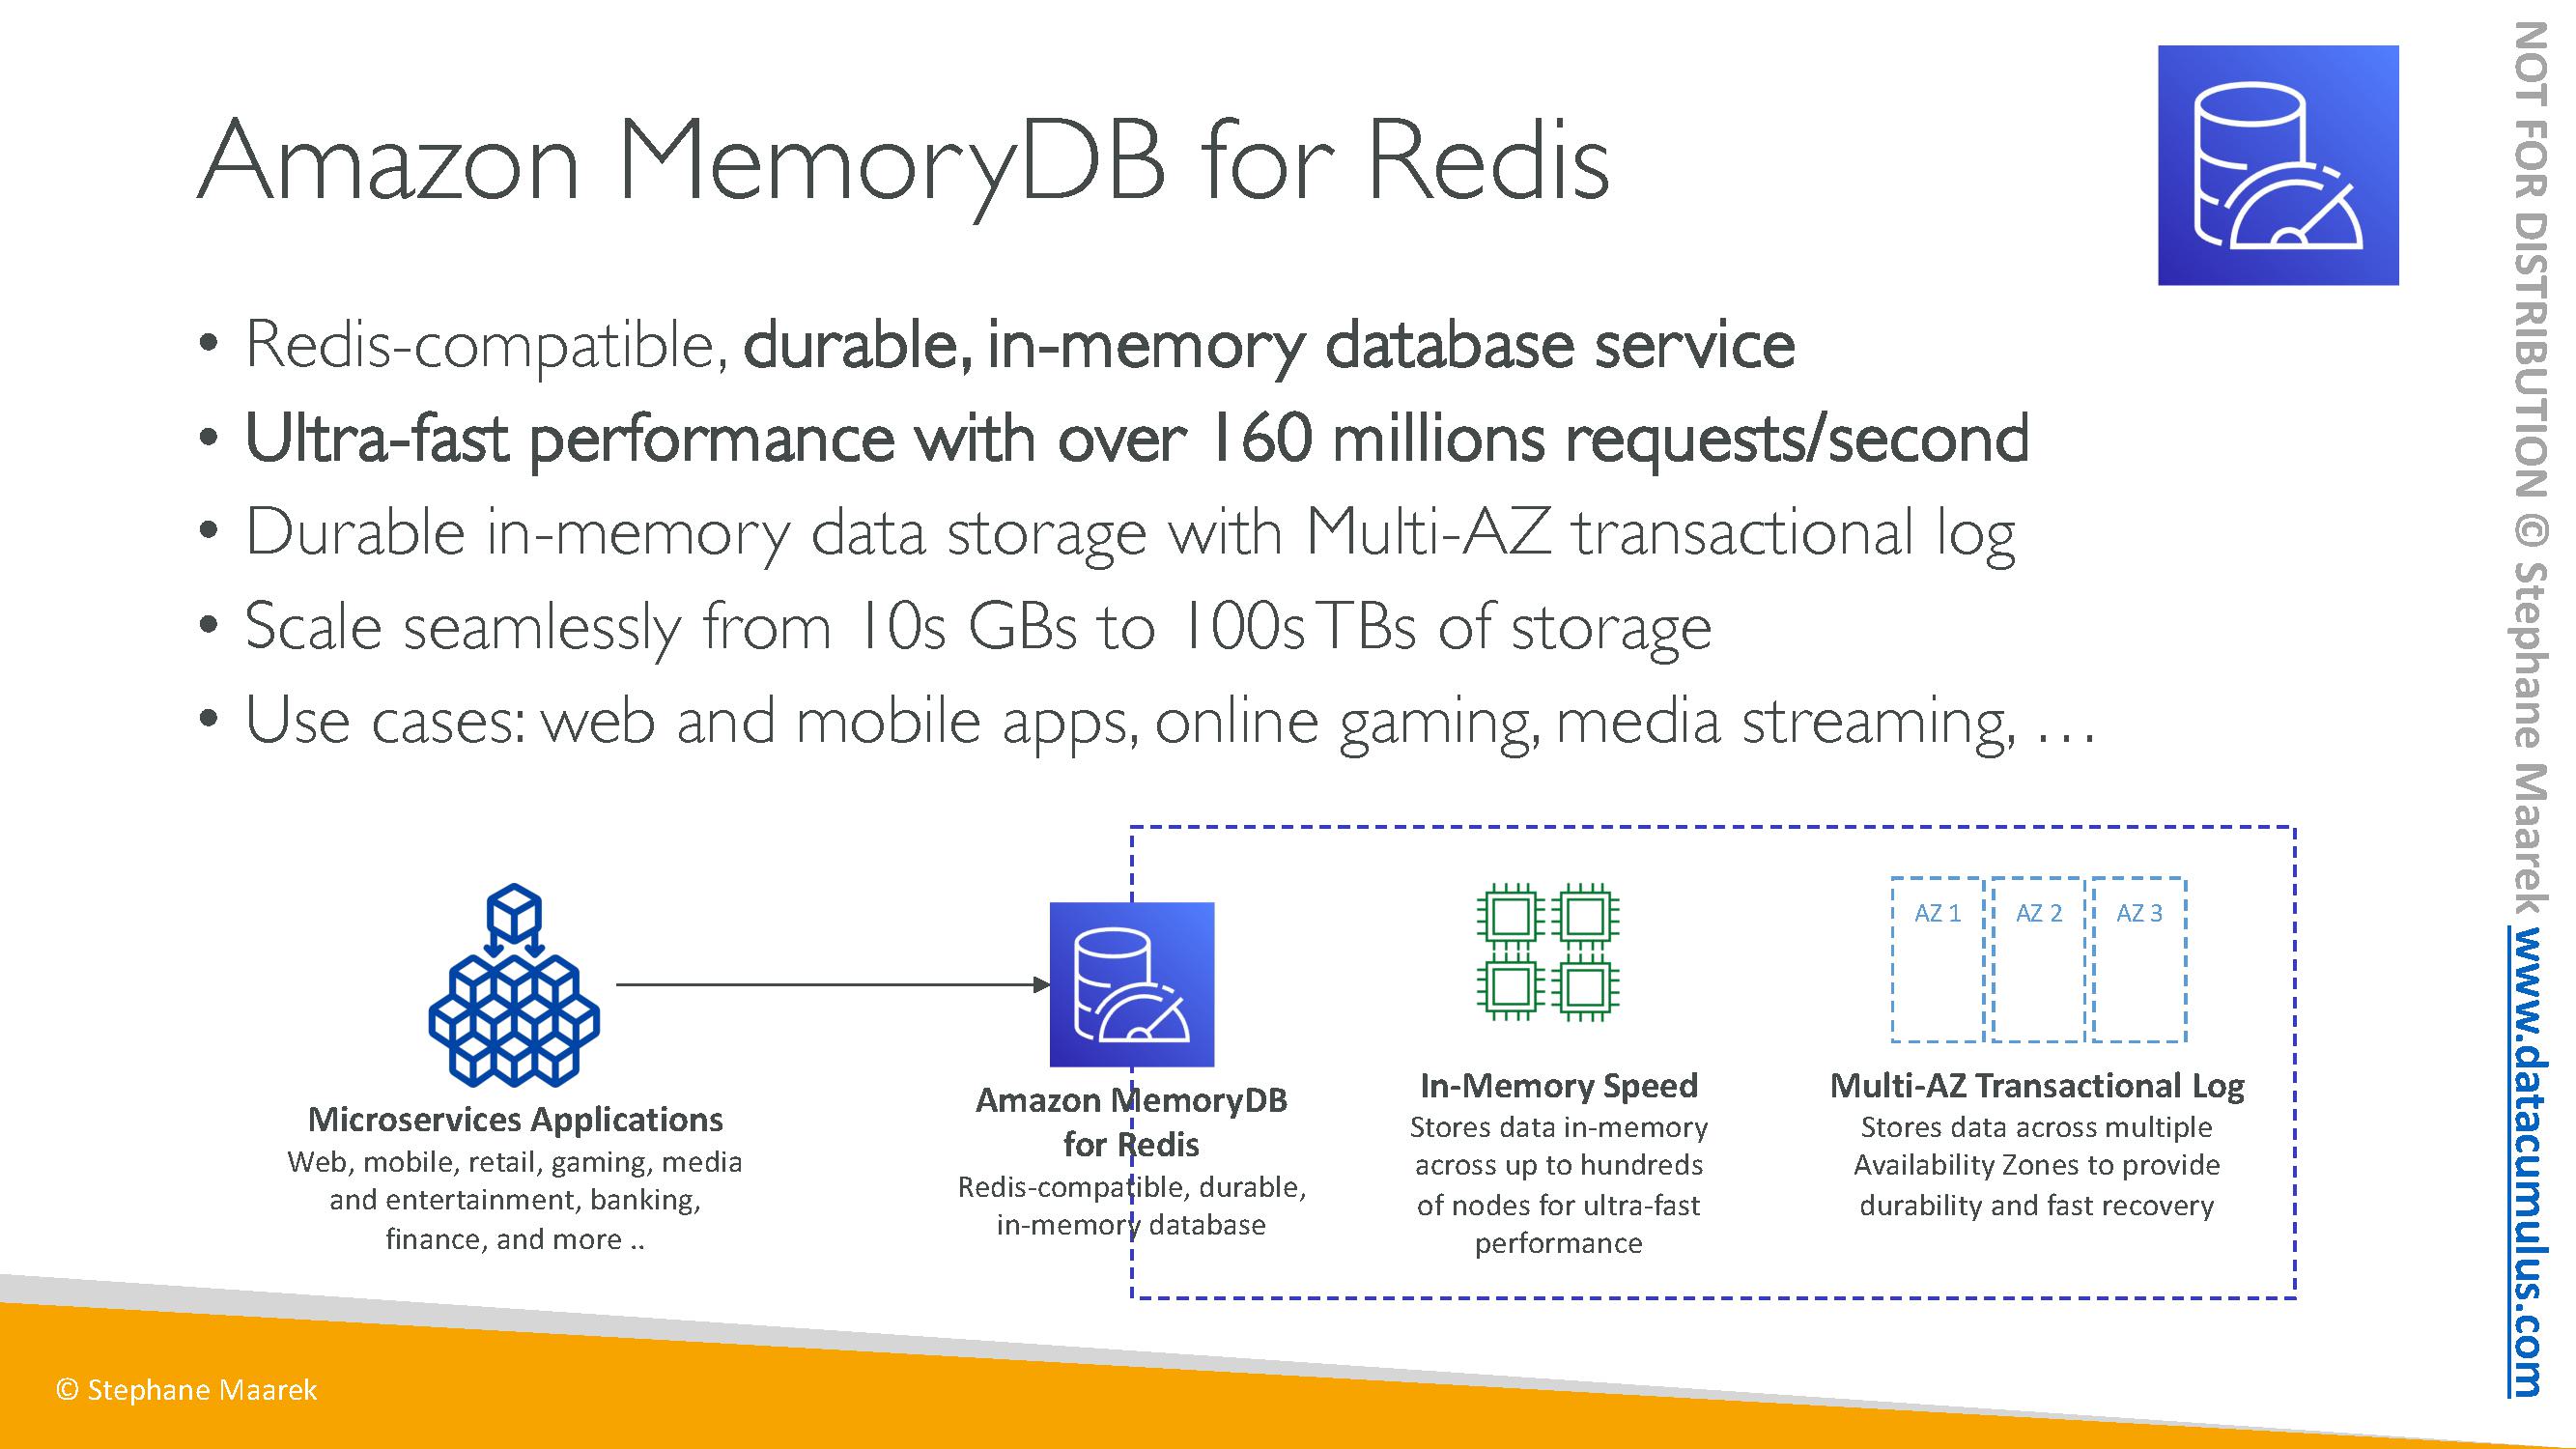 Amazon MemoryDB for Redis
• Redis-compatible, durable, in-memory database service
• Ultra-fast performance with over 160 millions requests/second
• Durable in-memory data storage with Multi-AZ transactional log
• Scale seamlessly from 10s GBs to 100s TBs of storage
• Use cases: web and mobile apps, online gaming, media streaming, …
Microservices Applications
Web, mobile, retail, gaming, media
and entertainment, banking,
finance, and more ..
Amazon MemoryDB
for Redis
Redis-compatible, durable,
in-memory database
In-Memory Speed
Stores data in-memory
across up to hundreds
of nodes for ultra-fast
performance
AZ 1
AZ 2
AZ 3
Multi-AZ Transactional Log
Stores data across multiple
Availability Zones to provide
durability and fast recovery
© Stephane Maarek
NOT FOR DISTRIBUTION © Stephane Maarek www.datacumulus.com